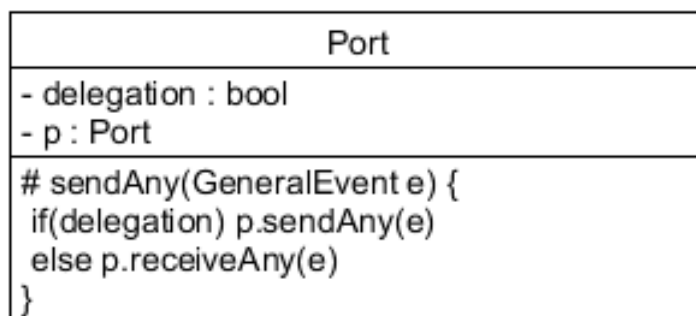 Port
- delegation : bool
- p : Port
# sendAny(GeneralEvent e) {
if(delegation) p.sendAny(e)
else p.receiveAny(e)
}